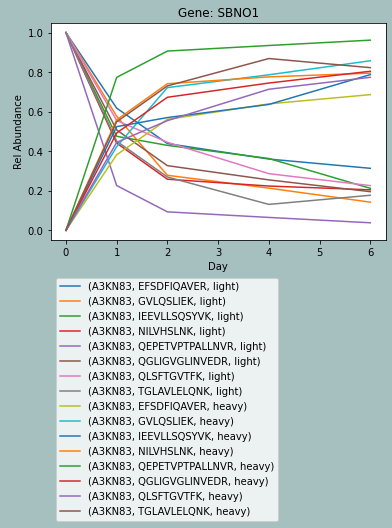 Gene: SBNO1
Rel Abundance
1.0
0.8
0.6
0.4
0.2
0.0
0 1 2 3 4 5 6
Day
(A3KN83, EFSDFIQAVER, light)
(A3KN83, GVLQSLIEK, light)
(A3KN83, IEEVLLSQSYVK, light)
(A3KN83, NILVHSLNK, light)
(A3KN83, QEPETVPTPALLNVR, light)
(A3KN83, QGLIGVGLINVEDR, light)
(A3KN83, QLSFTGVTFK, light)
(A3KN83, TGLAVLELQNK, light)
(A3KN83, EFSDFIQAVER, heavy)
(A3KN83, GVLQSLIEK, heavy)
(A3KN83, IEEVLLSQSYVK, heavy)
(A3KN83, NILVHSLNK, heavy)
(A3KN83, QEPETVPTPALLNVR, heavy)
(A3KN83, QGLIGVGLINVEDR, heavy)
(A3KN83, QLSFTGVTFK, heavy)
(A3KN83, TGLAVLELQNK, heavy)